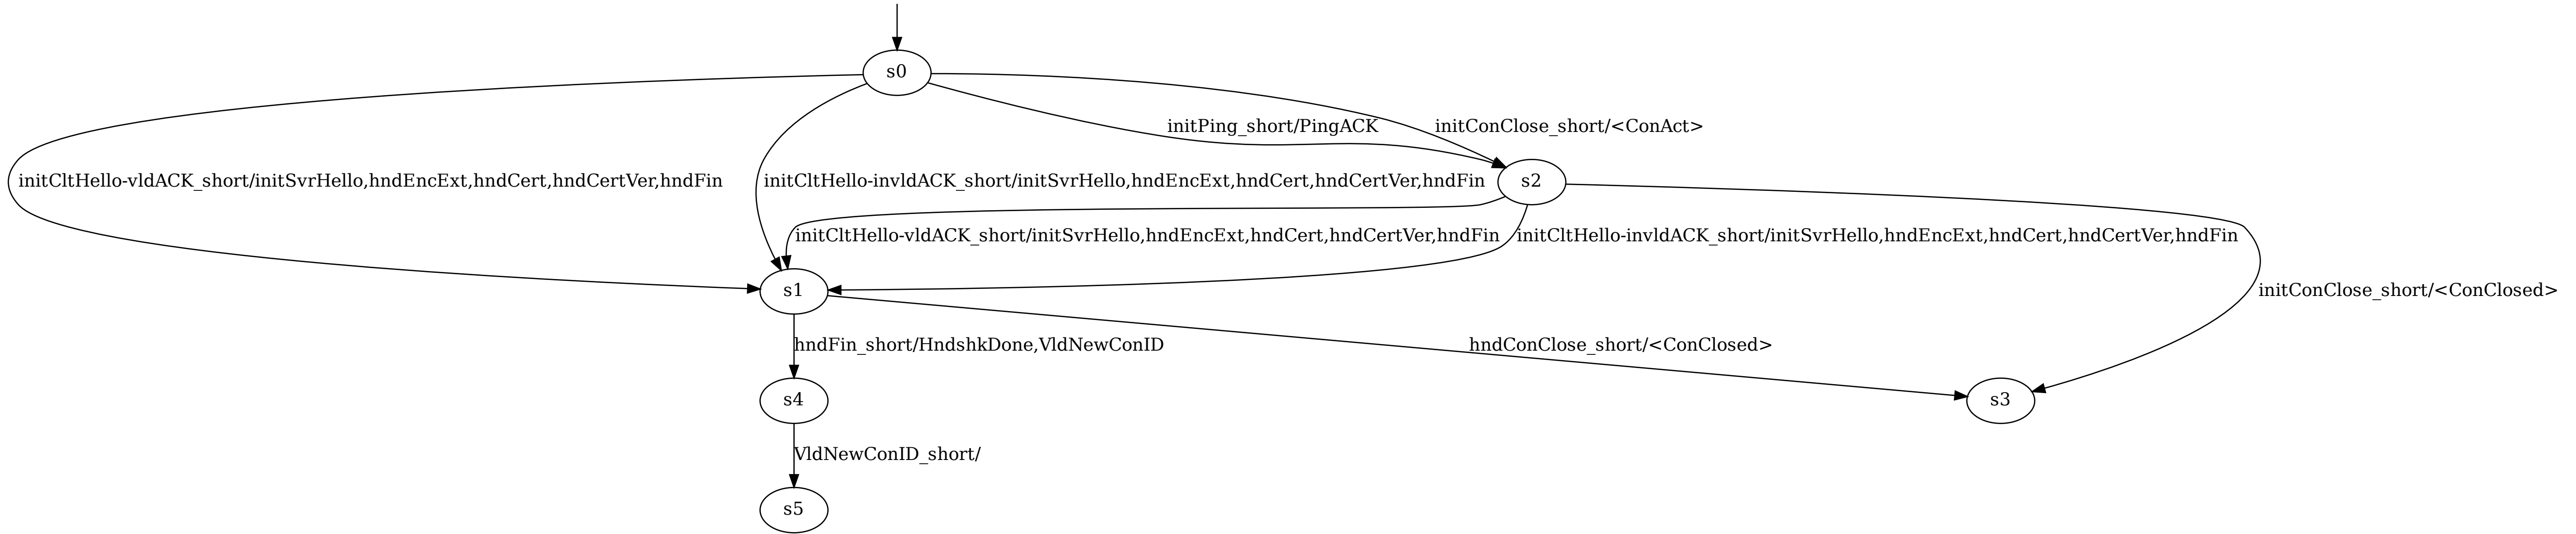 s0
initPing_short/PingACK
initConClose_short/<ConAct>
initCltHello-vldACK_short/initSvrHello,hndEncExt,hndCert,hndCertVer,hndFin
initCltHello-invldACK_short/initSvrHello,hndEncExt,hndCert,hndCertVer,hndFin
s2
initCltHello-vldACK_short/initSvrHello,hndEncExt,hndCert,hndCertVer,hndFin
initCltHello-invldACK_short/initSvrHello,hndEncExt,hndCert,hndCertVer,hndFin
s1
initConClose_short/<ConClosed>
hndFin_short/HndshkDone,VldNewConID
hndConClose_short/<ConClosed>
s4
s3
VldNewConID_short/
s5